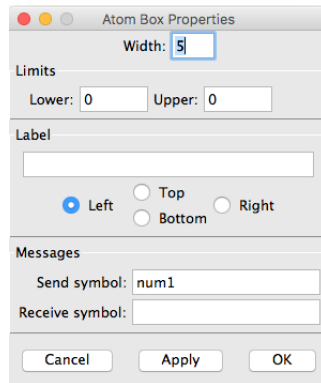 Atom Box Properties
Width: 5
Limits
Lower: 0 Upper: 0
Label
Left Top Bottom Right
Messages
Send symbol: num1
Receive symbol:
Cancel Apply OK